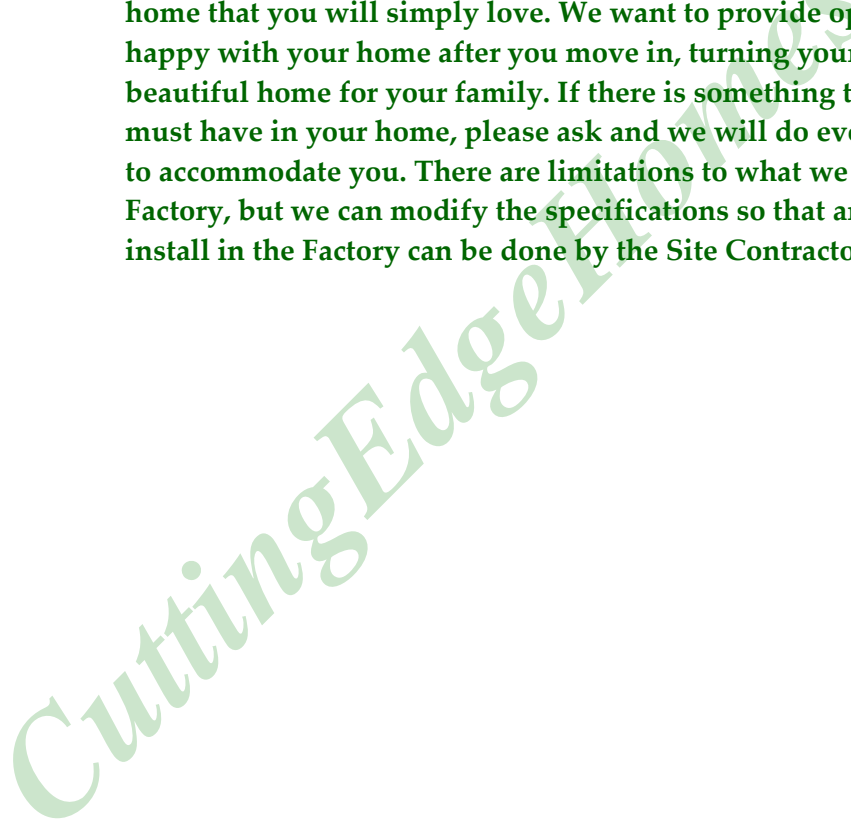 home that you will simply love. We want to provide op
happy with your home after you move in, turning your
beautiful home for your family. If there is something t
must have in your home, please ask and we will do eve
to accommodate you. There are limitations to what we
Factory, but we can modify the specifications so that a
install in the Factory can be done by the Site Contracto
CuttingEdgeHomes